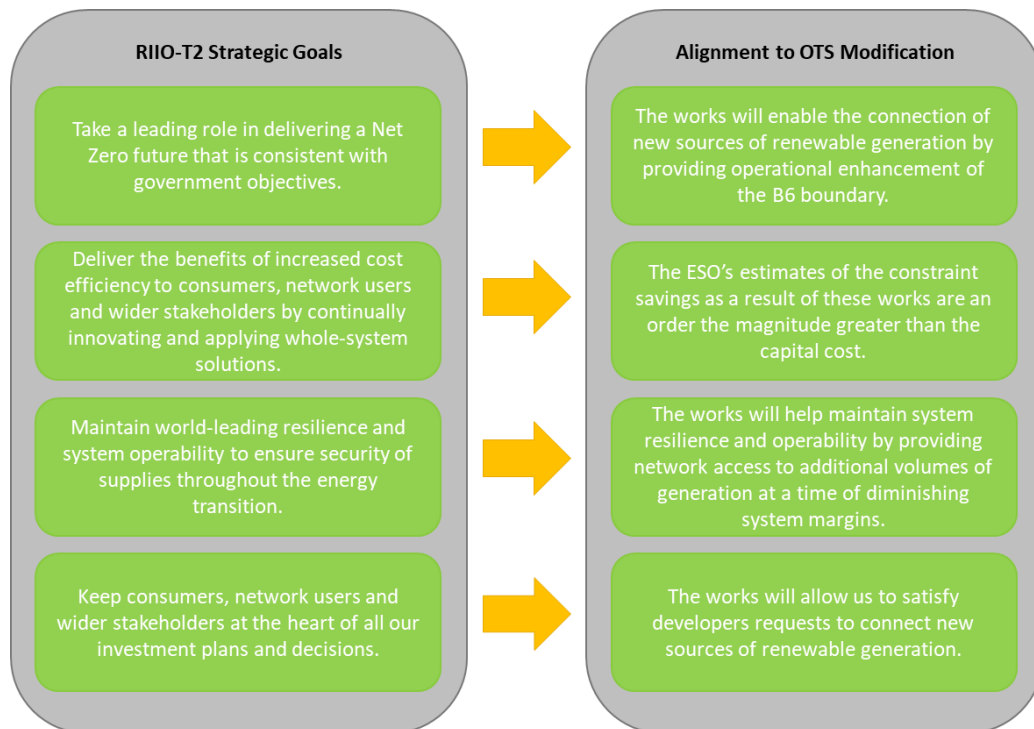 RIIO-T2 Strategic Goals
Take a leading role in delivering a Net
Zero future that is consistent with
government objectives.
Deliver the benefits of increased cost
efficiency to consumers, network users
and wider stakeholders by continually
innovating and applying whole-system
solutions.
Maintain world-leading resilience and
system operability to ensure security of
supplies throughout the energy
transition.
Keep consumers, network users and
wider stakeholders at the heart of all our
investment plans and decisions.
Alignment to OTS Modification
The works will enable the connection of
new sources of renewable generation by
providing operational enhancement of
the B6 boundary.
The ESO’s estimates of the constraint
savings as a result of these works are an
order the magnitude greater than the
capital cost.
The works will help maintain system
resilience and operability by providing
network access to additional volumes of
generation at a time of diminishing
system margins.
The works will allow us to satisfy
developers requests to connect new
sources of renewable generation.